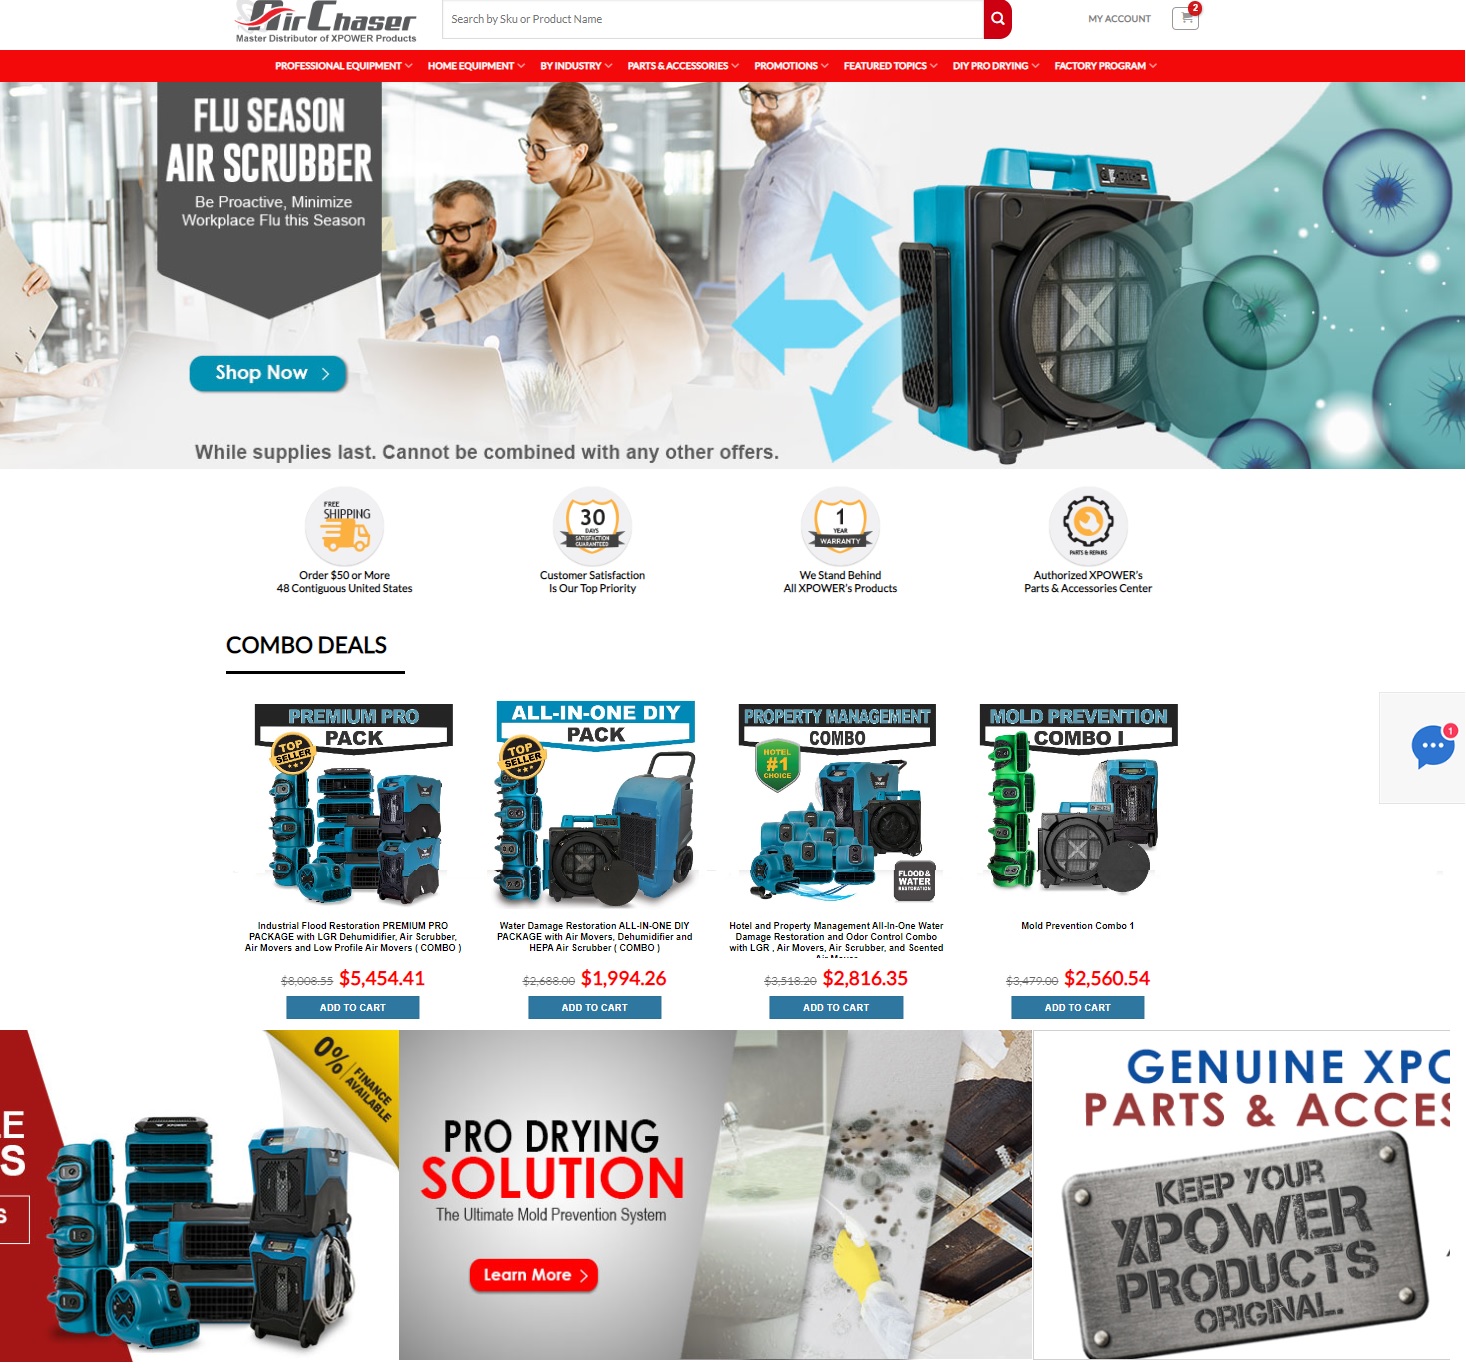 AirChaser
Master Distributor of XPOWER Products
Search by Sku or Product Name
MY ACCOUNT
2
PROFESSIONAL EQUIPMENT
HOME EQUIPMENT
BY INDUSTRY
PARTS & ACCESSORIES
PROMOTIONS
FEATURED TOPICS
DIY PRO DRYING
FACTORY PROGRAM
FLU SEASON
AIR SCRUBBER
Be Proactive, Minimize
Workplace Flu this Season
Shop Now
While supplies last. Cannot be combined with any other offers.
FREE
SHIPPING
Order $50 or More
48 Contiguous United States
30
DAYS
SATISFACTION
GUARANTEED
Customer Satisfaction
Is Our Top Priority
1
YEAR
WARRANTY
We Stand Behind
All XPOWER's Products
PARTS & REPAIRS
Authorized XPOWER's
Parts & Accessories Center
COMBO DEALS
1
PREMIUM PRO
PACK
TOP
SELLER
Industrial Flood Restoration PREMIUM PRO
PACKAGE with LGR Dehumidifier, Air Scrubber,
Air Movers and Low Profile Air Movers ( COMBO )
$8,008.55 $5,454.41
ADD TO CART
ALL-IN-ONE DIY
PACK
TOP
SELLER
Water Damage Restoration ALL-IN-ONE DIY
PACKAGE with Air Movers, Dehumidifier and
HEPA Air Scrubber ( COMBO )
$2,688.00 $1,994.26
ADD TO CART
PROPERTY MANAGEMENT
COMBO
HOTEL
#1
CHOICE
FLOOD &
WATER
RESTORATION
Hotel and Property Management All-In-One Water
Damage Restoration and Odor Control Combo
with LGR , Air Movers, Air Scrubber, and Scented
Air Mover
$3,518.20 $2,816.35
ADD TO CART
MOLD PREVENTION
COMBO I
Mold Prevention Combo 1
$3,479.00 $2,560.54
ADD TO CART
0% FINANCE
AVAILABLE
E
S
S
PRO DRYING
SOLUTION
The Ultimate Mold Prevention System
Learn More
GENUINE XPO
PARTS & ACCES
KEEP YOUR
XPOWER
PRODUCTS
ORIGINAL.